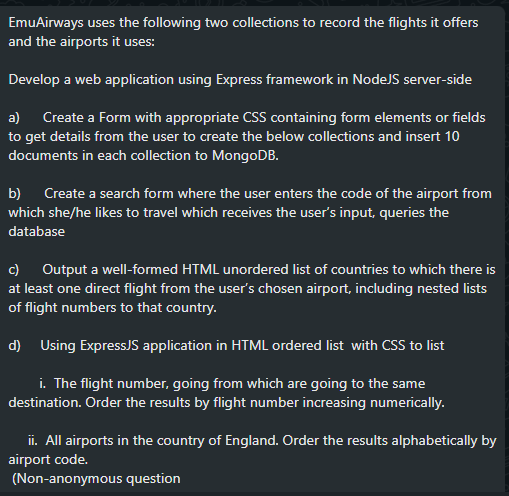 EmuAirways uses the following two collections to record the flights it offers
and the airports it uses:
Develop a web application using Express framework in NodeJS server-side
a) Create a Form with appropriate CSS containing form elements or fields
to get details from the user to create the below collections and insert 10
documents in each collection to MongoDB.
b) Create a search form where the user enters the code of the airport from
which she/he likes to travel which receives the user's input, queries the
database
c) Output a well-formed HTML unordered list of countries to which there is
at least one direct flight from the user's chosen airport, including nested lists
of flight numbers to that country.
d) Using ExpressJS application in HTML ordered list with CSS to list
i. The flight number, going from which are going to the same
destination. Order the results by flight number increasing numerically.
ii. All airports in the country of England. Order the results alphabetically by
airport code.
(Non-anonymous question